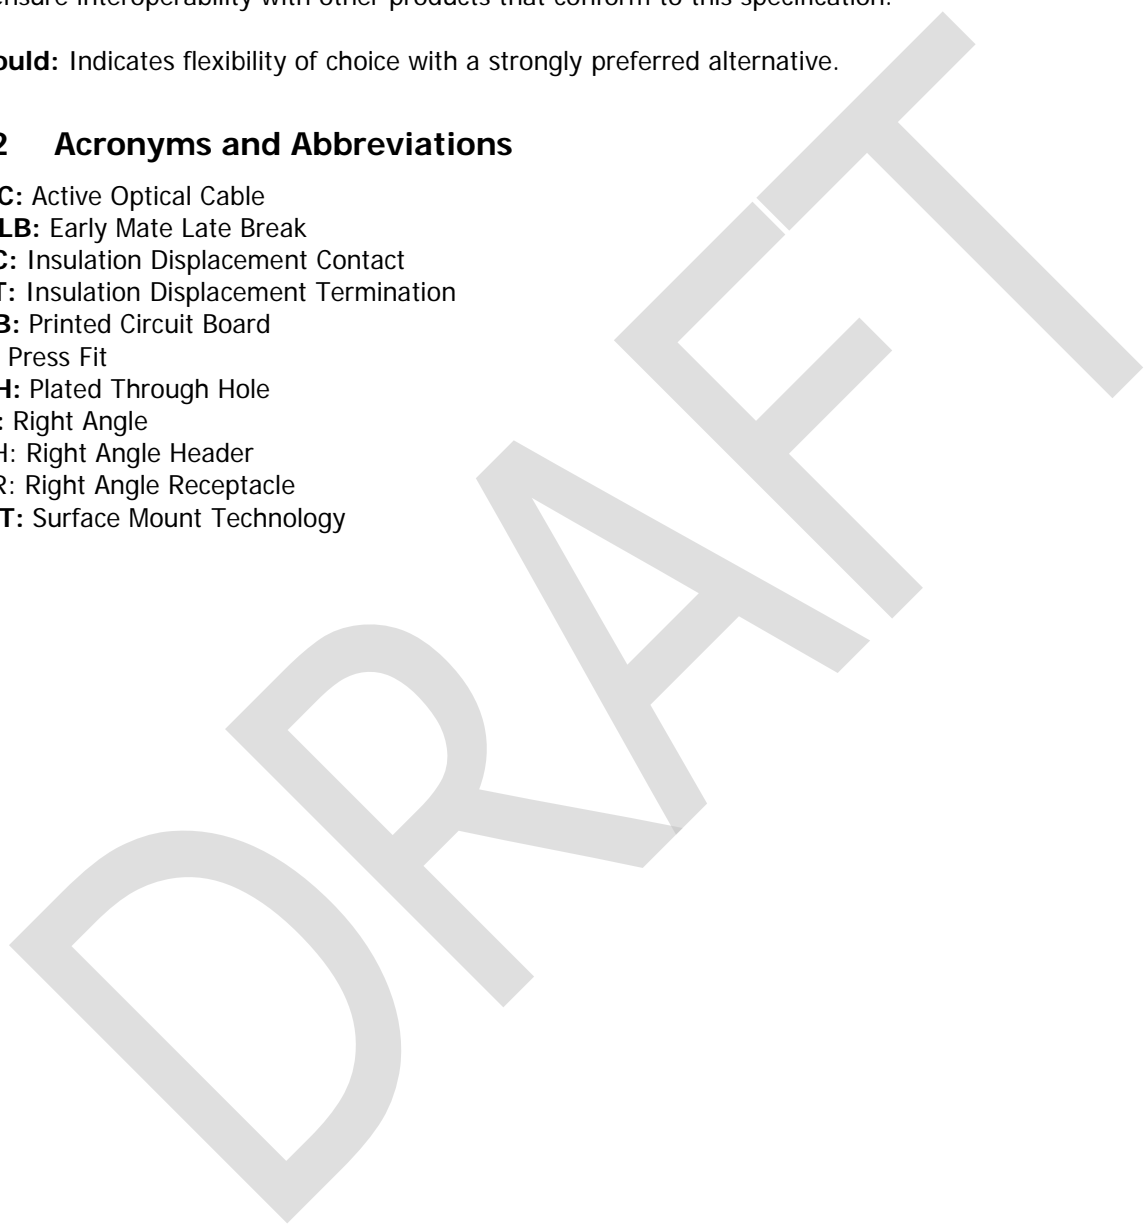 ensure interoperability with other products that conform to this specification.
ould: Indicates flexibility of choice with a strongly preferred alternative.
2 Acronyms and Abbreviations
C: Active Optical Cable
LB: Early Mate Late Break
C: Insulation Displacement Contact
T: Insulation Displacement Termination
B: Printed Circuit Board
Press Fit
H: Plated Through Hole
: Right Angle
H: Right Angle Header
R: Right Angle Receptacle
T: Surface Mount Technology
DRAFT